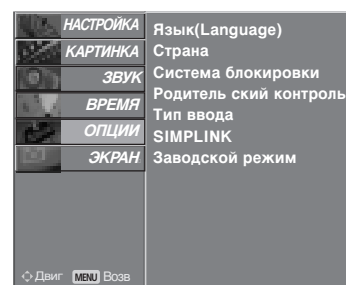 НАСТРОЙКА
КАРТИНКА
ЗВУК
ВРЕМЯ
ОПЦИИ
ЭКРАН
Язык(Language)
Страна
Система блокировки
Родитель ский контроль
Тип ввода
SIMPLINK
Заводской режим
Двиг MENU Возв